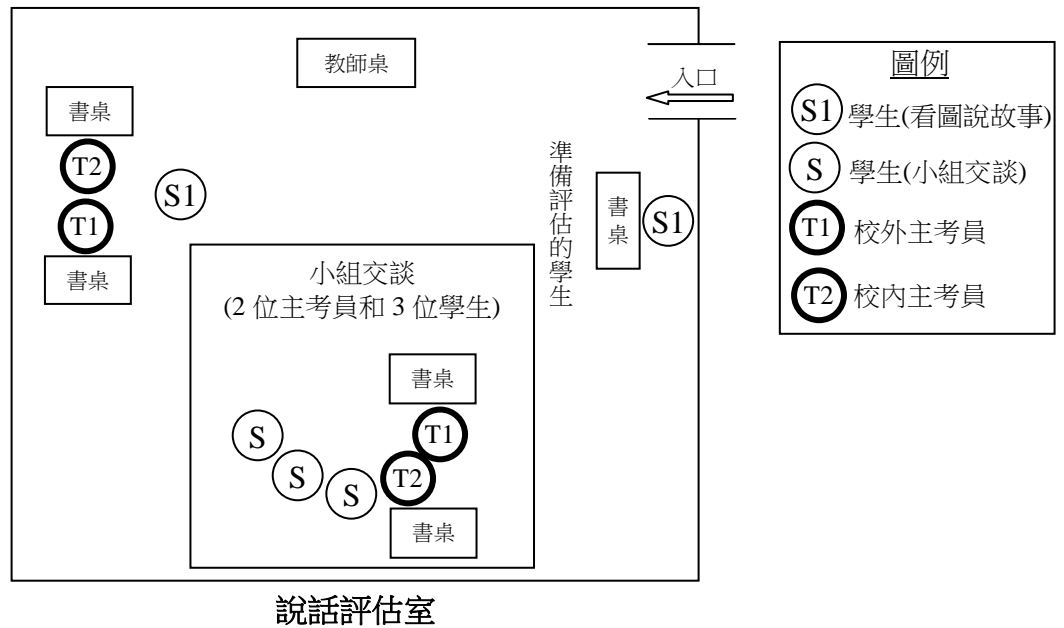 教師桌
入口
書桌
T2
T1
書桌
S1
準備評估的學生
書桌
S1
小組交談
(2 位主考員和 3 位學生)
書桌
S
S
S
T1
T2
書桌
說話評估室
圖例
S1 學生(看圖說故事)
S 學生(小組交談)
T1 校外主考員
T2 校內主考員